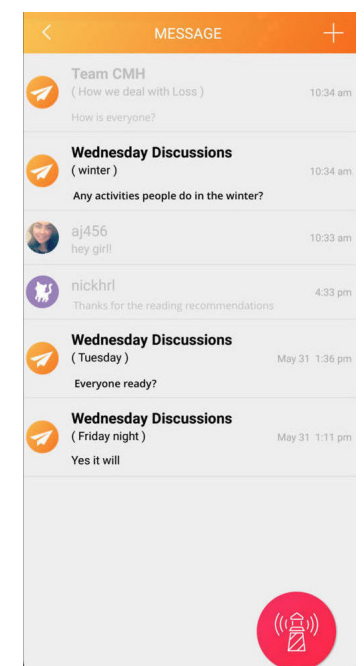 MESSAGE
Team CMH
( How we deal with Loss )
10:34 am
How is everyone?
Wednesday Discussions
( winter )
10:34 am
Any activities people do in the winter?
aj456
10:33 am
hey girl!
nickhrl
4:33 pm
Thanks for the reading recommendations
Wednesday Discussions
( Tuesday )
May 31 1:36 pm
Everyone ready?
Wednesday Discussions
( Friday night )
May 31 1:11 pm
Yes it will